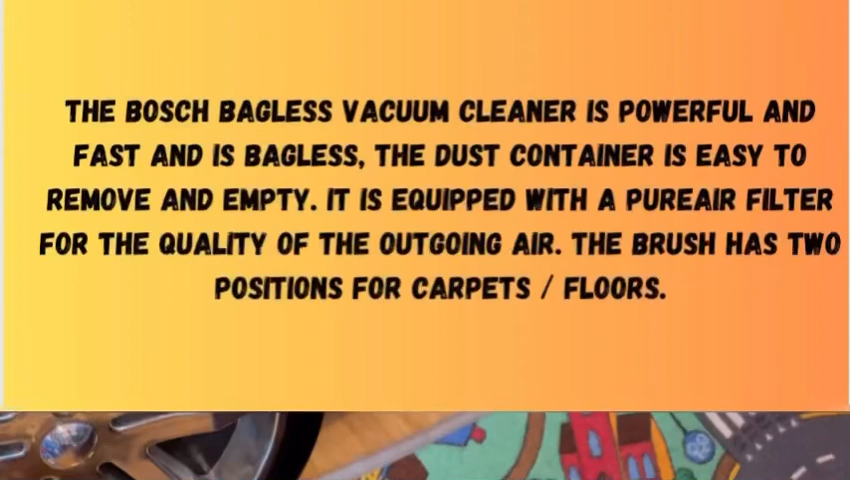 THE BOSCH BAGLESS VACUUM CLEANER IS POWERFUL AND
FAST AND IS BAGLESS, THE DUST CONTAINER IS EASY TO
REMOVE AND EMPTY. IT IS EQUIPPED WITH A PUREAIR FILTER
FOR THE QUALITY OF THE OUTGOING AIR. THE BRUSH HAS TWO
POSITIONS FOR CARPETS / FLOORS.